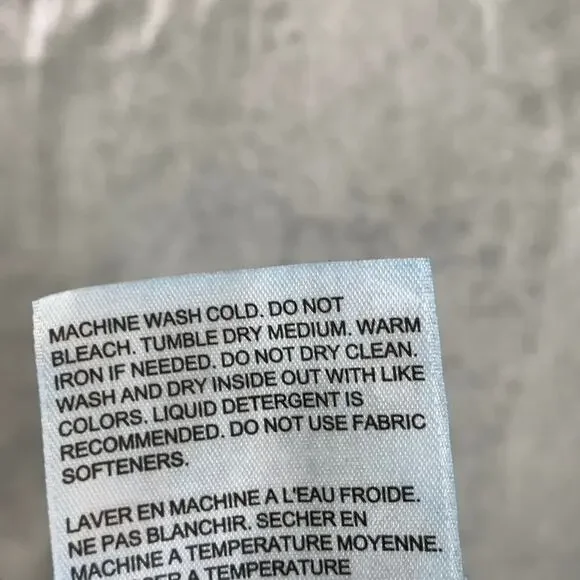 MACHINE WASH COLD. DO NOT
BLEACH. TUMBLE DRY MEDIUM. WARM
IRON IF NEEDED. DO NOT DRY CLEAN.
WASH AND DRY INSIDE OUT WITH LIKE
COLORS. LIQUID DETERGENT IS
RECOMMENDED. DO NOT USE FABRIC
SOFTENERS.
LAVER EN MACHINE A L'EAU FROIDE.
NE PAS BLANCHIR. SECHER EN
MACHINE A TEMPERATURE MOYENNE.
A TEMPERATURE